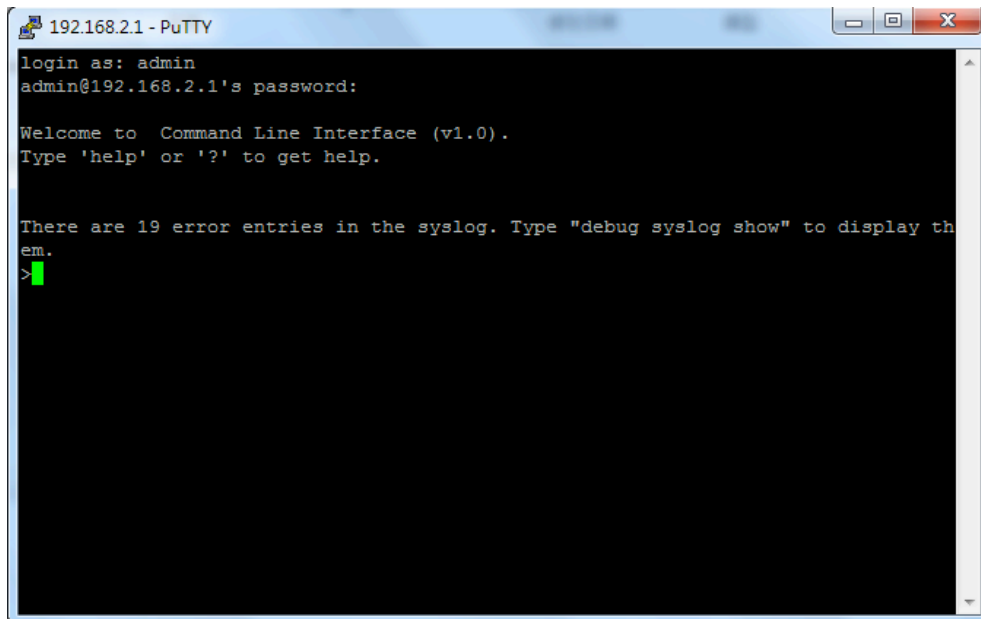 192.168.2.1 - PuTTY
login as: admin
admin@192.168.2.1's password:
Welcome to  Command Line Interface (v1.0).
Type 'help' or '?' to get help.
There are 19 error entries in the syslog. Type "debug syslog show" to display th
em.
>